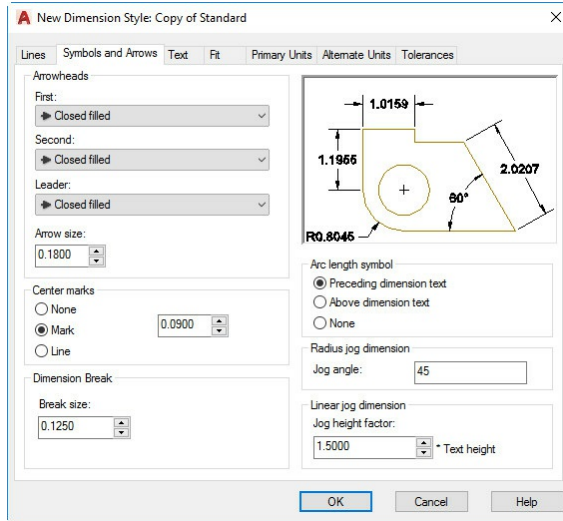 New Dimension Style: Copy of Standard
Lines Symbols and Arrows Text Fit Primary Units Alternate Units Tolerances
Arrowheads
First:
Closed filled
Second:
Closed filled
Leader:
Closed filled
Arrow size:
0.1800
Center marks
None
Mark
0.0900
Line
Dimension Break
Break size:
0.1250
1.0159
1.1955
2.0207
60°
R0.8045
Arc length symbol
Preceding dimension text
Above dimension text
None
Radius jog dimension
Jog angle: 45
Linear jog dimension
Jog height factor:
1.5000 * Text height
OK Cancel Help